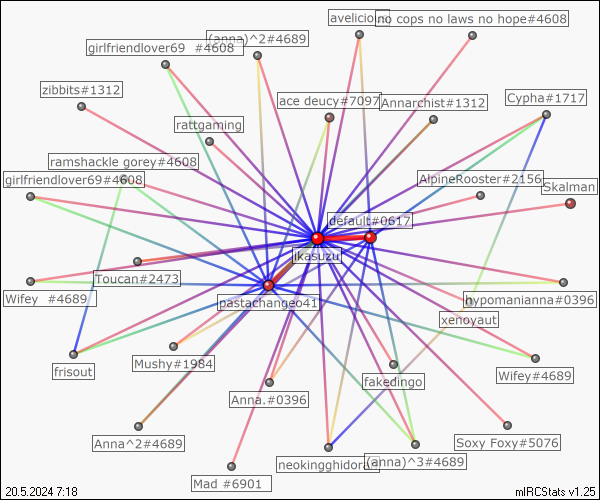 avelicious
no cops no laws no hope#4608
(anna)^2#4689
girlfriendlover69 #4608
zibbits#1312
ace deucy#7097
Annarchist#1312
Cypha#1717
rattgaming
ramshackle gorey#4608
girlfriendlover69#4608
AlpineRooster#2156
Skalman
default#0617
ikasuzu
Toucan#2473
Wifey #4689
pastachangeo41
hypomanianna#0396
xenoyaut
frisout
Mushy#1984
fakedingo
Wifey#4689
Anna.#0396
Anna^2#4689
neokingghidorah
(anna)^3#4689
Soxy Foxy#5076
Mad #6901
20.5.2024 7:18
mIRCStats v1.25